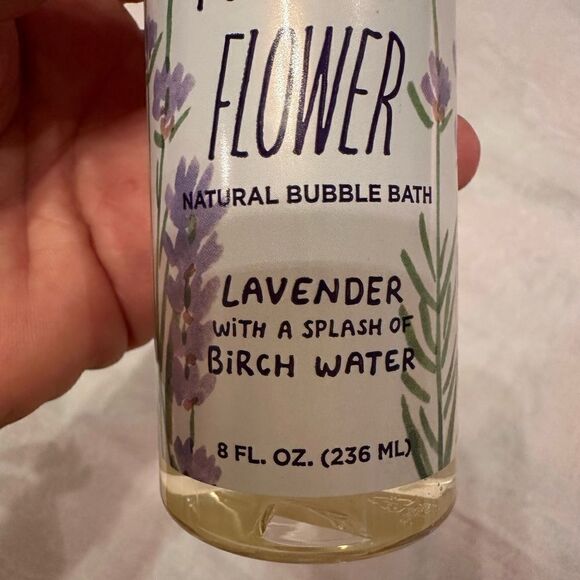 FLOWER
NATURAL BUBBLE BATH
LAVENDER
WiTH A SPLASH OF
BiRCH WATER
8 FL. OZ. (236 ML)